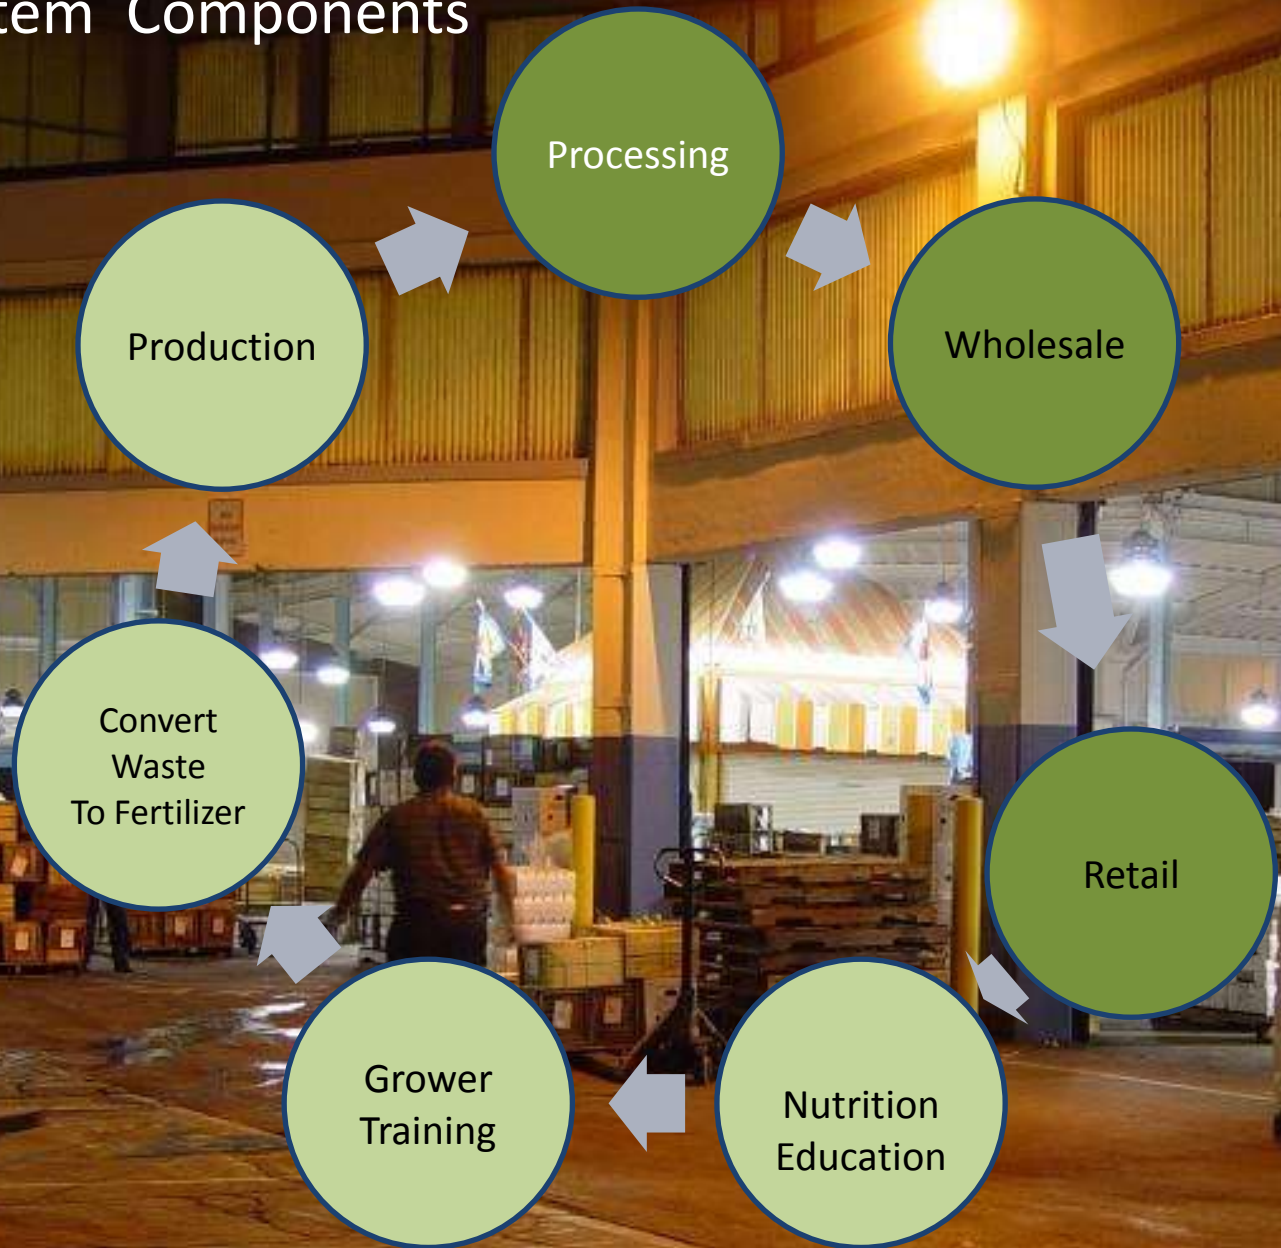 tem Components
Processing
Production
Wholesale
Convert
Waste
To Fertilizer
Retail
Grower
Training
Nutrition
Education